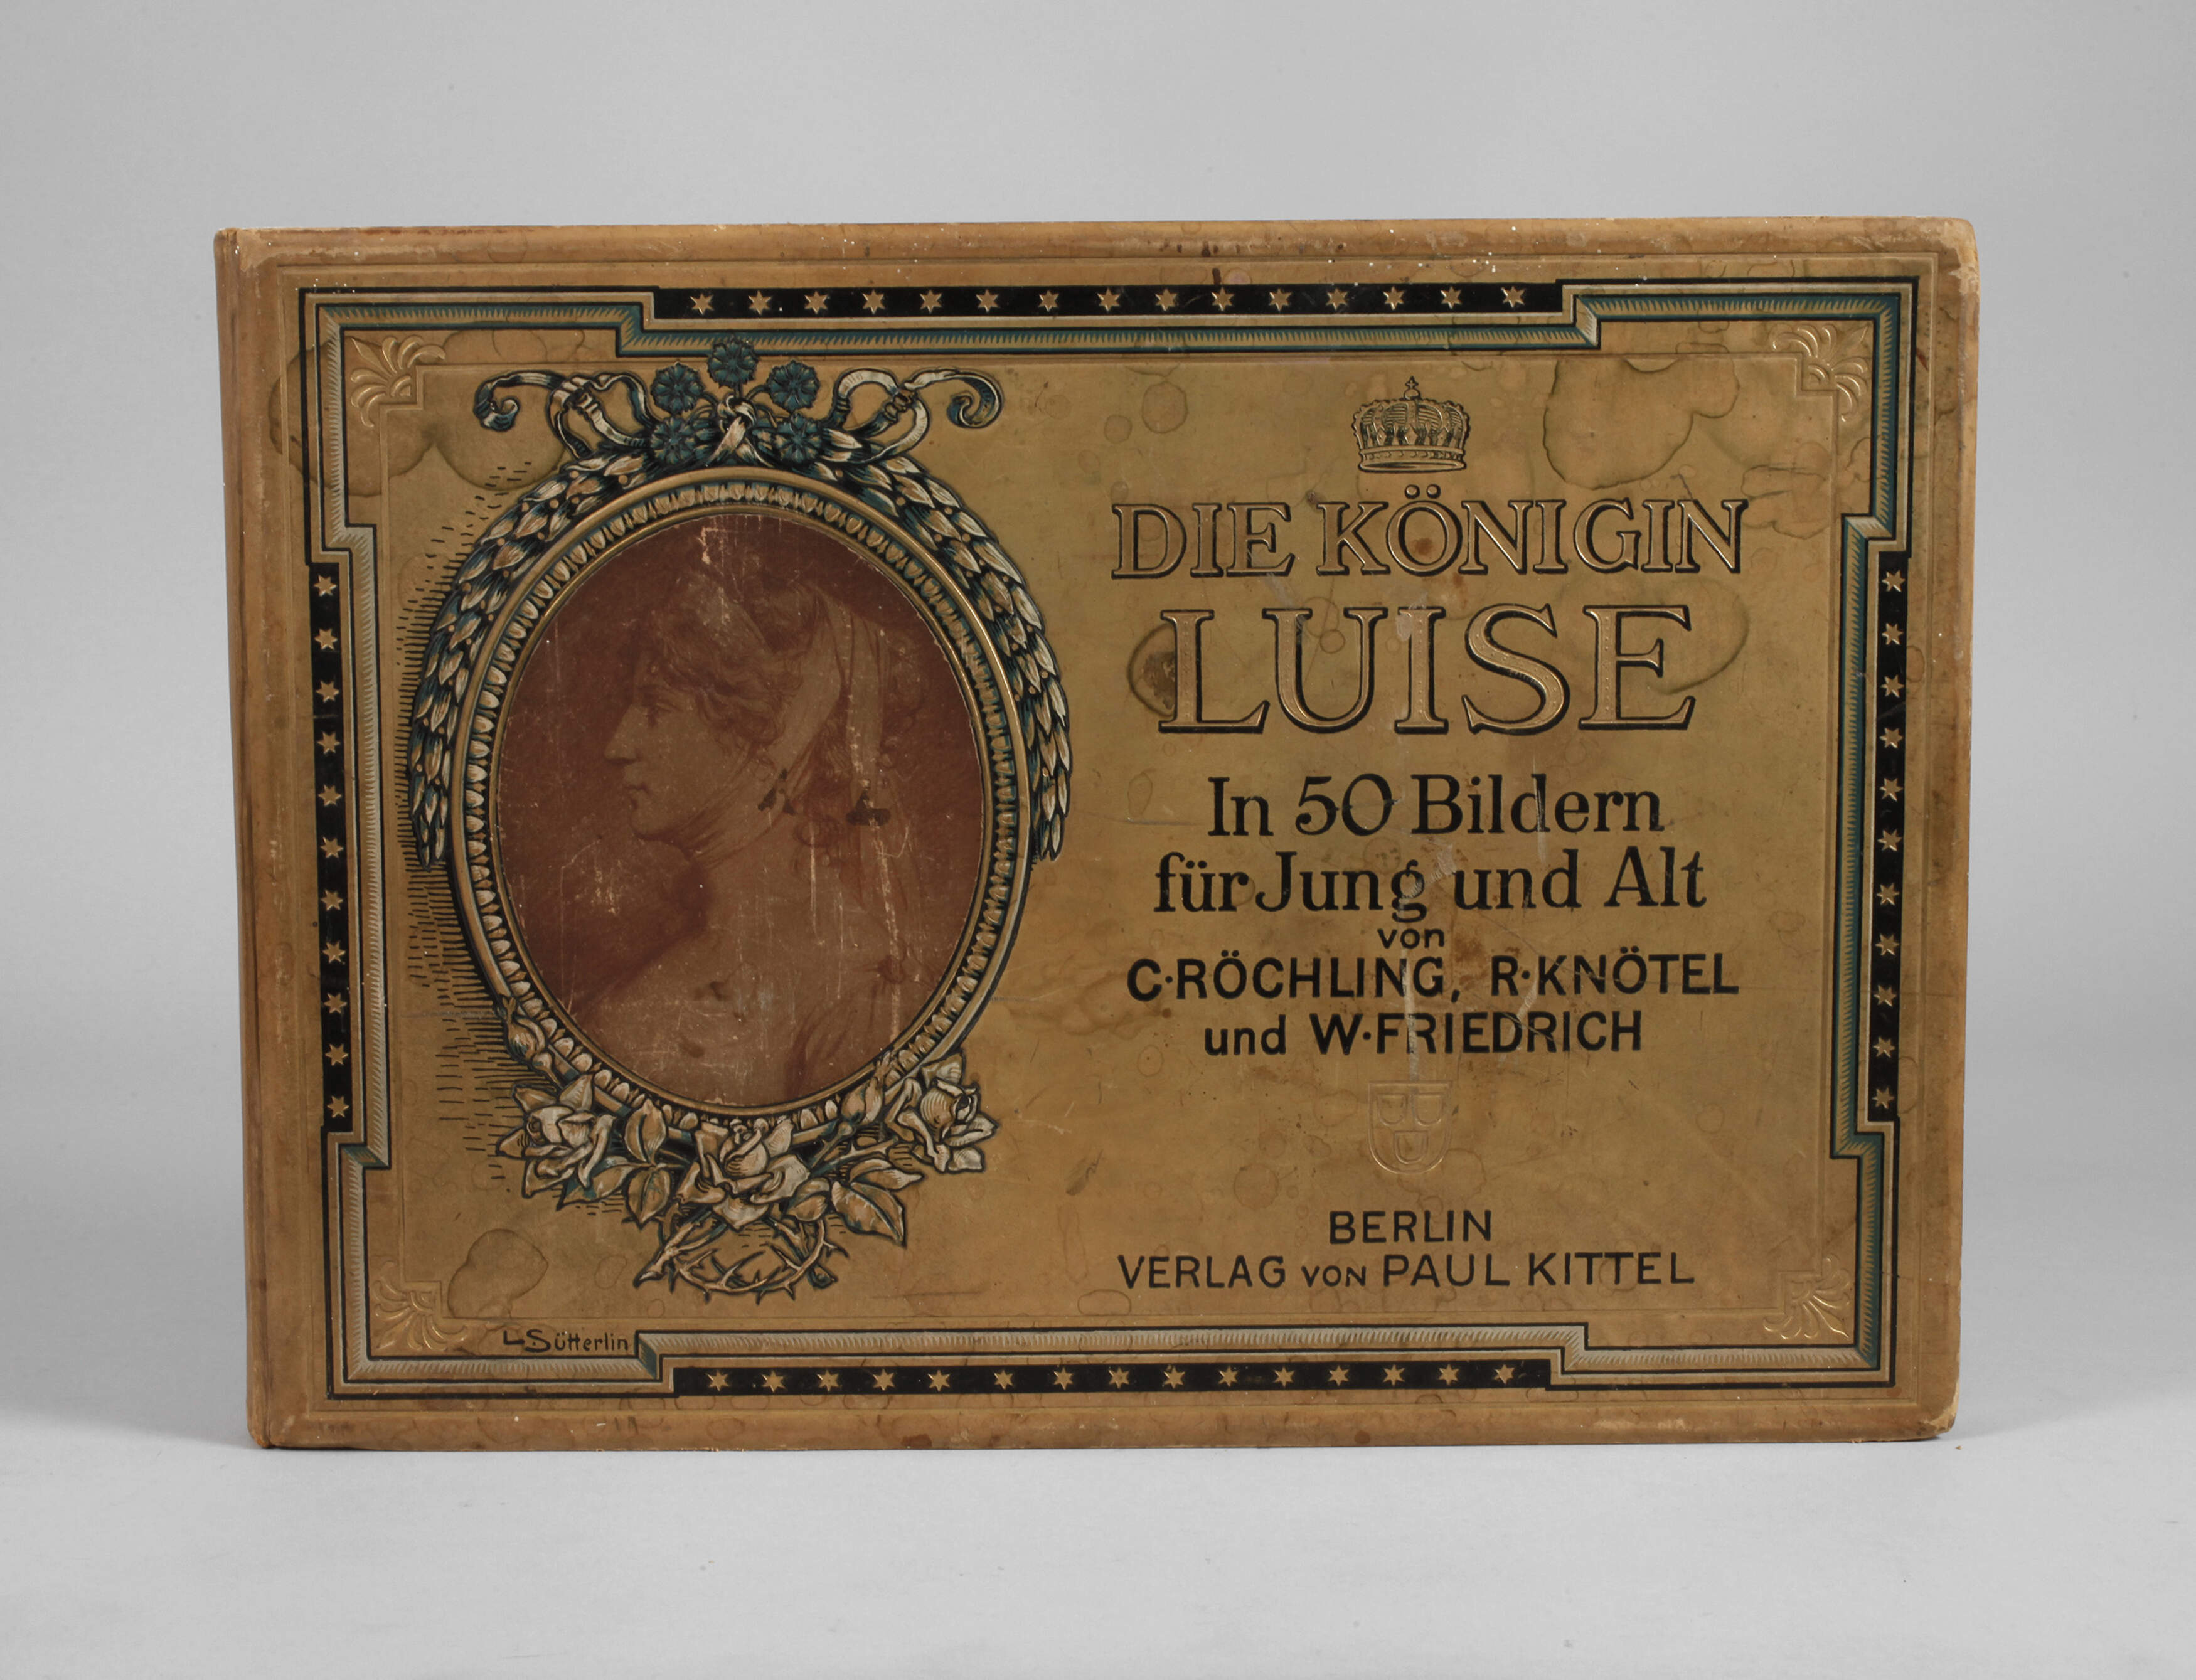 DIE KÖNIGIN
LUISE
In 50 Bildern
für Jung und Alt
von
C·RÖCHLING, R·KNÖTEL
und W·FRIEDRICH
BERLIN
VERLAG VON PAUL KITTEL
L·Sütterlin